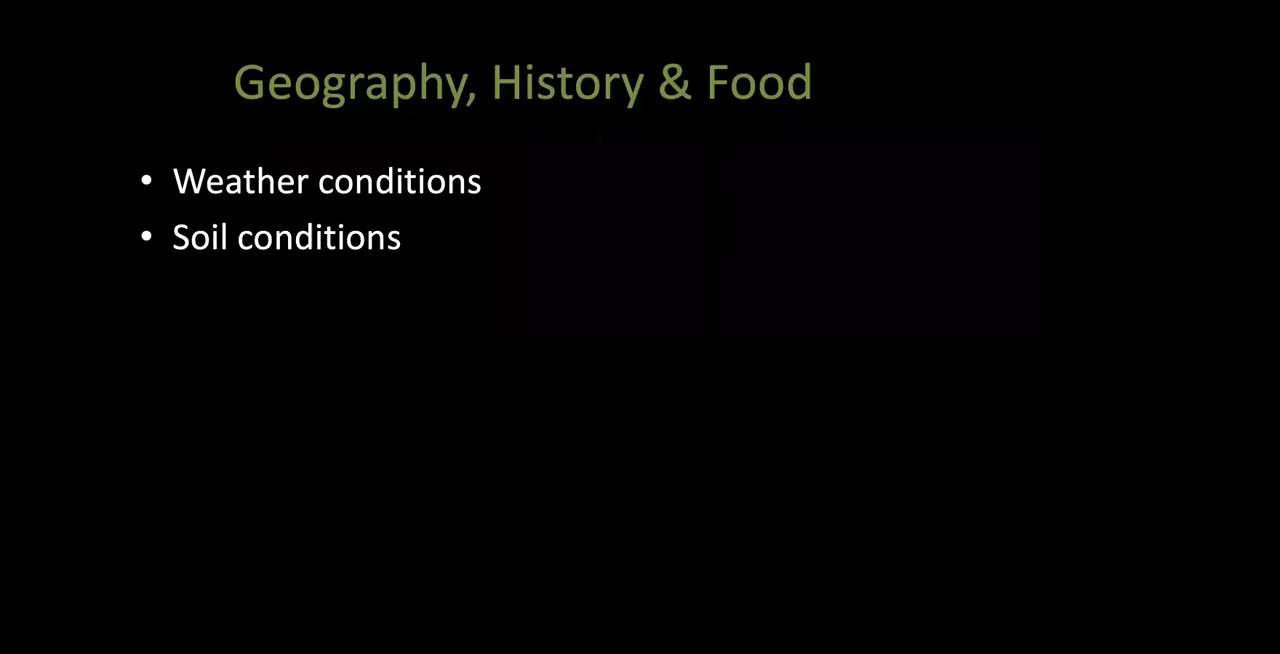 Geography, History & Food
• Weather conditions
• Soil conditions